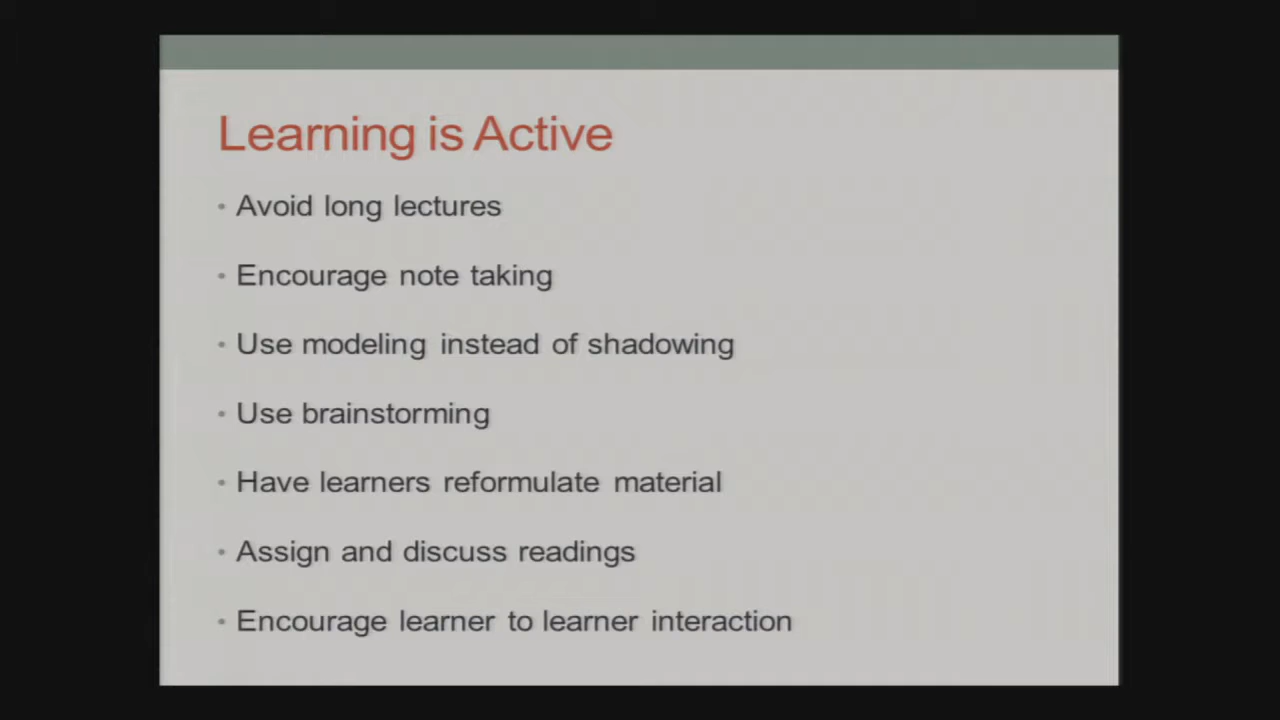 Learning is Active
• Avoid long lectures
• Encourage note taking
• Use modeling instead of shadowing
• Use brainstorming
• Have learners reformulate material
• Assign and discuss readings
• Encourage learner to learner interaction